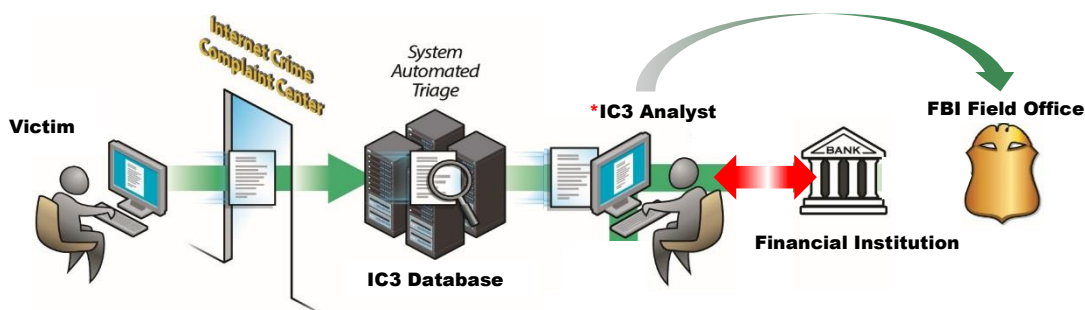 Internet Crime
Complaint Center
System
Automated
Triage
Victim
*IC3 Analyst
FBI Field Office
BANK
IC3 Database
Financial Institution